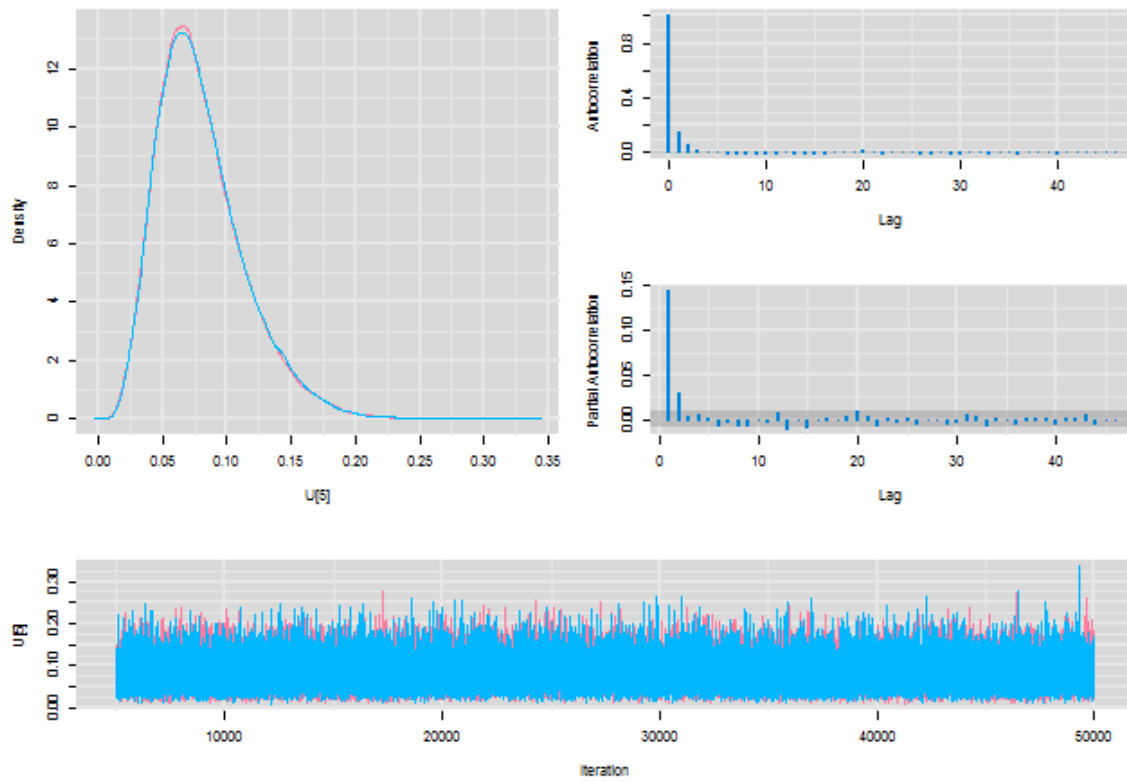 Density
0 2 4 6 8 10 12
0.00 0.05 0.10 0.15 0.20 0.25 0.30 0.35
U[5]
Autocorrelation
0.0 0.4 0.8
0 10 20 30 40
Lag
Partial Autocorrelation
0.00 0.05 0.10 0.15
0 10 20 30 40
Lag
U[5]
0.00 0.10 0.20 0.30
10000 20000 30000 40000 50000
Iteration